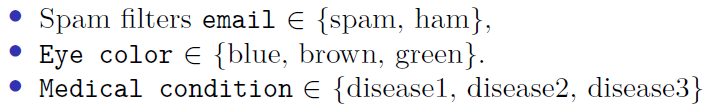 • Spam filters email ∈ {spam, ham},
• Eye color ∈ {blue, brown, green}.
• Medical condition ∈ {disease1, disease2, disease3}